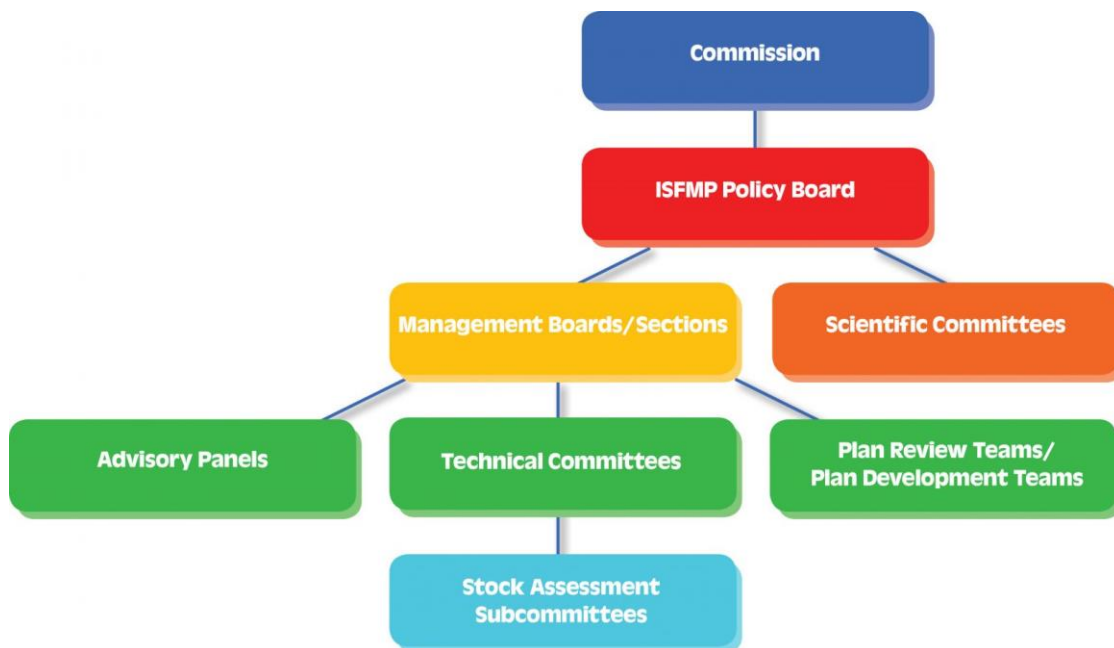 Commission
ISFMP Policy Board
Management Boards/Sections
Scientific Committees
Advisory Panels
Technical Committees
Plan Review Teams/
Plan Development Teams
Stock Assessment
Subcommittees